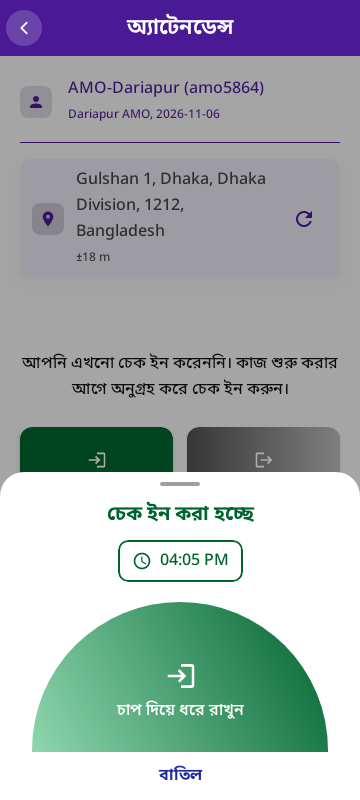 অ্যাটেনডেন্স
AMO-Dariapur (amo5864)
Dariapur AMO, 2026-11-06
Gulshan 1, Dhaka, Dhaka
Division, 1212,
Bangladesh
±18 m
আপনি এখনো চেক ইন করেননি। কাজ শুরু করার
আগে অনুগ্রহ করে চেক ইন করুন।
চেক ইন করা হচ্ছে
04:05 PM
চাপ দিয়ে ধরে রাখুন
বাতিল